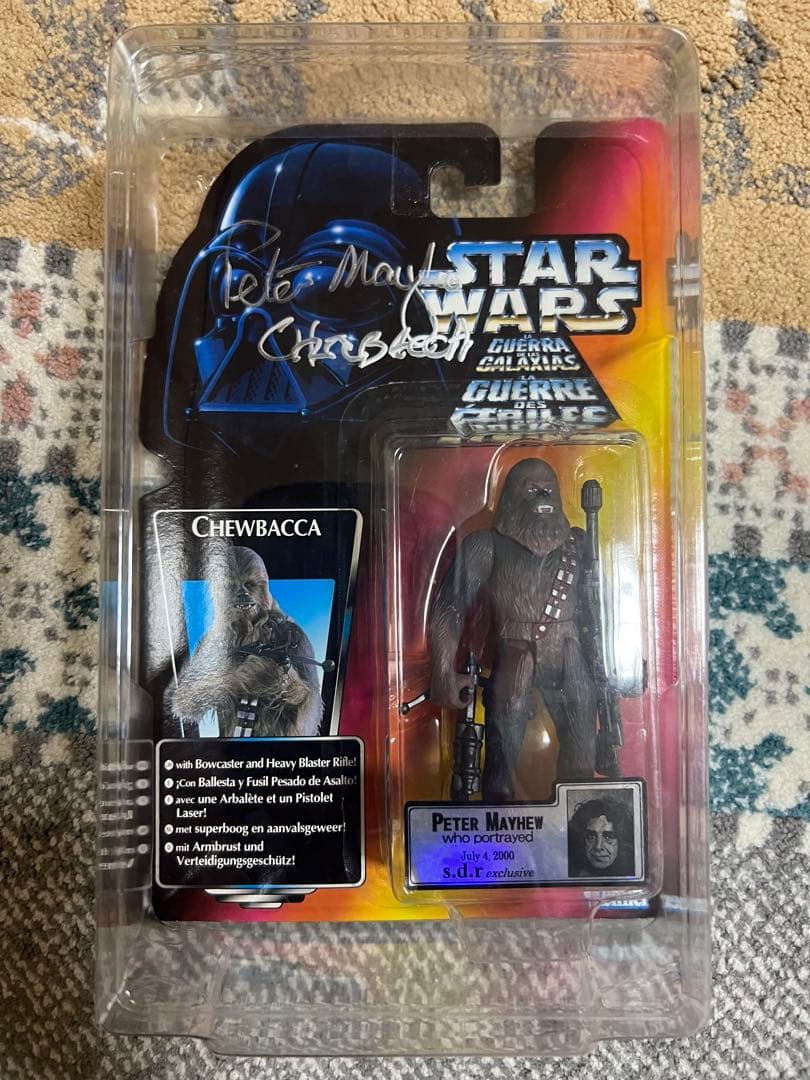 Peter Mayhew
Chewbacca
STAR
WARS
LA
GUERRA
DE LAS
GALAXIAS
LA
GUERRE
DES
ÉTOILES
CHEWBACCA
with Bowcaster and Heavy Blaster Rifle!
¡Con Ballesta y Fusil Pesado de Asalto!
avec une Arbalète et un Pistolet
Laser!
met superboog en aanvalsgeweer!
mit Armbrust und
Verteidigungsgeschütz!
PETER MAYHEW
who portrayed
July 4, 2000
s.d.r exclusive